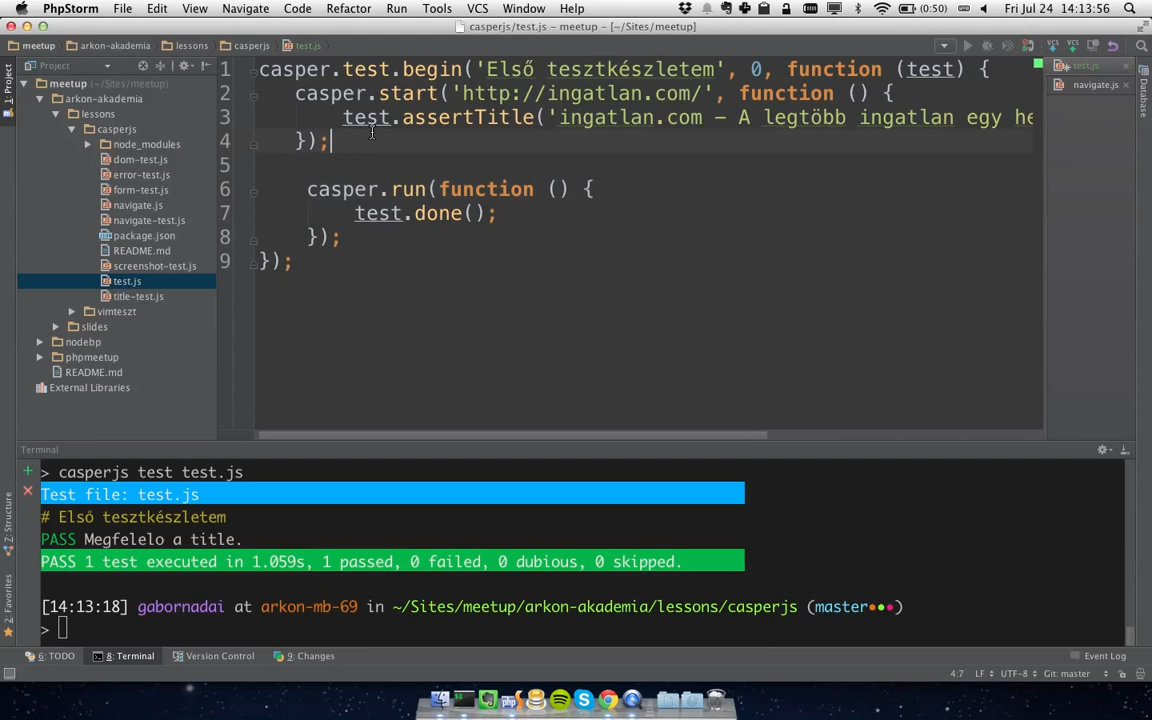 PhpStorm File Edit View Navigate Code Refactor Run Tools VCS Window Help (0:50) Fri Jul 24 14:13:56
casperjs/test.js - meetup - [~/Sites/meetup]
meetup arkon-akademia lessons casperjs test.js
1: Project
Project
meetup (~/Sites/meetup)
arkon-akademia
lessons
casperjs
node_modules
dom-test.js
error-test.js
form-test.js
navigate.js
navigate-test.js
package.json
README.md
screenshot-test.js
test.js
title-test.js
vimteszt
slides
nodebp
phpmeetup
README.md
External Libraries
1 casper.test.begin('Első tesztkészletem', 0, function (test) {
2 casper.start('http://ingatlan.com/', function () {
3 test.assertTitle('ingatlan.com – A legtöbb ingatlan egy he
4 });
5
6 casper.run(function () {
7 test.done();
8 });
9 });
test.js
navigate.js
Database
Terminal
> casperjs test test.js
Test file: test.js
# Első tesztkészletem
PASS Megfelelo a title.
PASS 1 test executed in 1.059s, 1 passed, 0 failed, 0 dubious, 0 skipped.
[14:13:18] gabornadai at arkon-mb-69 in ~/Sites/meetup/arkon-akademia/lessons/casperjs (master●●●)
>
7: Structure
2: Favorites
6: TODO 8: Terminal Version Control 9: Changes Event Log
4:7 LF UTF-8 Git: master